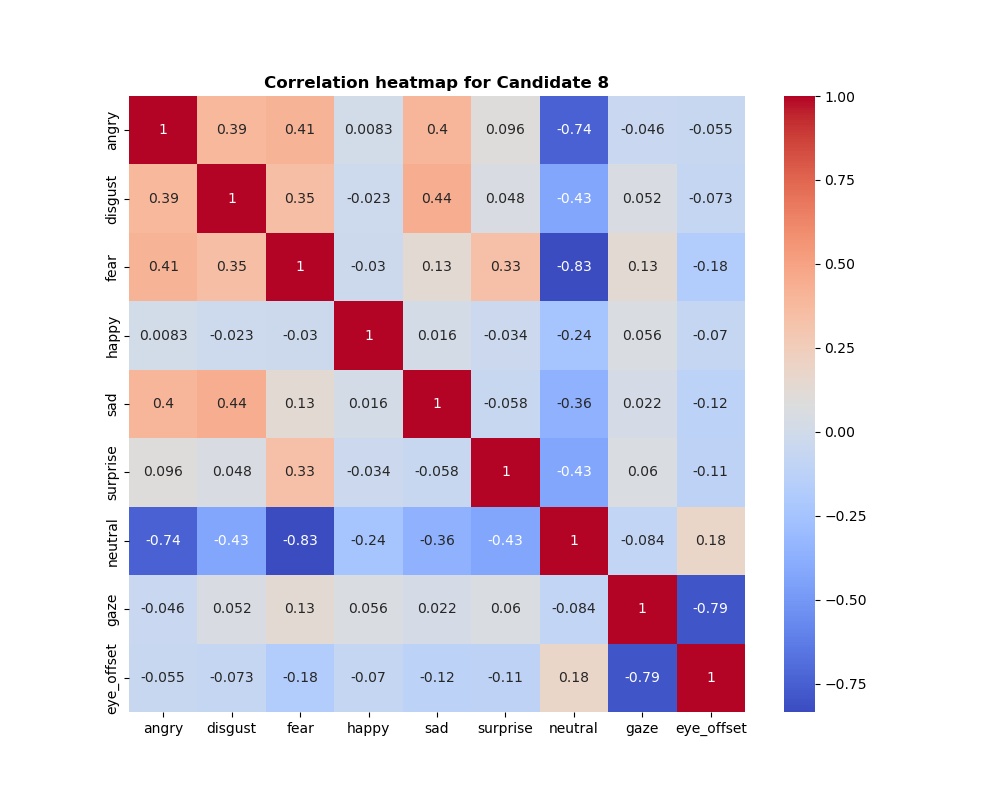 Correlation heatmap for Candidate 8
angry 1 0.39 0.41 0.0083 0.4 0.096 -0.74 -0.046 -0.055
disgust 0.39 1 0.35 -0.023 0.44 0.048 -0.43 0.052 -0.073
fear 0.41 0.35 1 -0.03 0.13 0.33 -0.83 0.13 -0.18
happy 0.0083 -0.023 -0.03 1 0.016 -0.034 -0.24 0.056 -0.07
sad 0.4 0.44 0.13 0.016 1 -0.058 -0.36 0.022 -0.12
surprise 0.096 0.048 0.33 -0.034 -0.058 1 -0.43 0.06 -0.11
neutral -0.74 -0.43 -0.83 -0.24 -0.36 -0.43 1 -0.084 0.18
gaze -0.046 0.052 0.13 0.056 0.022 0.06 -0.084 1 -0.79
eye_offset -0.055 -0.073 -0.18 -0.07 -0.12 -0.11 0.18 -0.79 1
angry disgust fear happy sad surprise neutral gaze eye_offset
1.00
0.75
0.50
0.25
0.00
−0.25
−0.50
−0.75